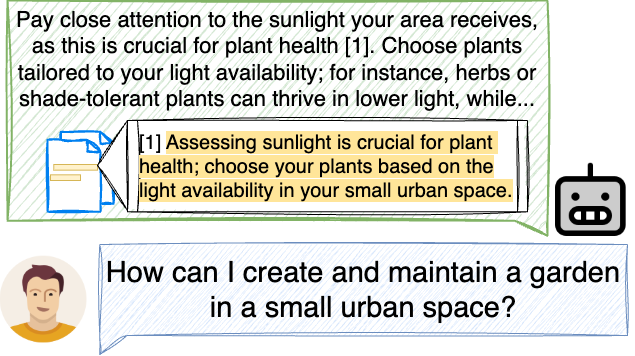 Pay close attention to the sunlight your area receives,
as this is crucial for plant health [1]. Choose plants
tailored to your light availability; for instance, herbs or
shade-tolerant plants can thrive in lower light, while...
[1] Assessing sunlight is crucial for plant
health; choose your plants based on the
light availability in your small urban space.
How can I create and maintain a garden
in a small urban space?